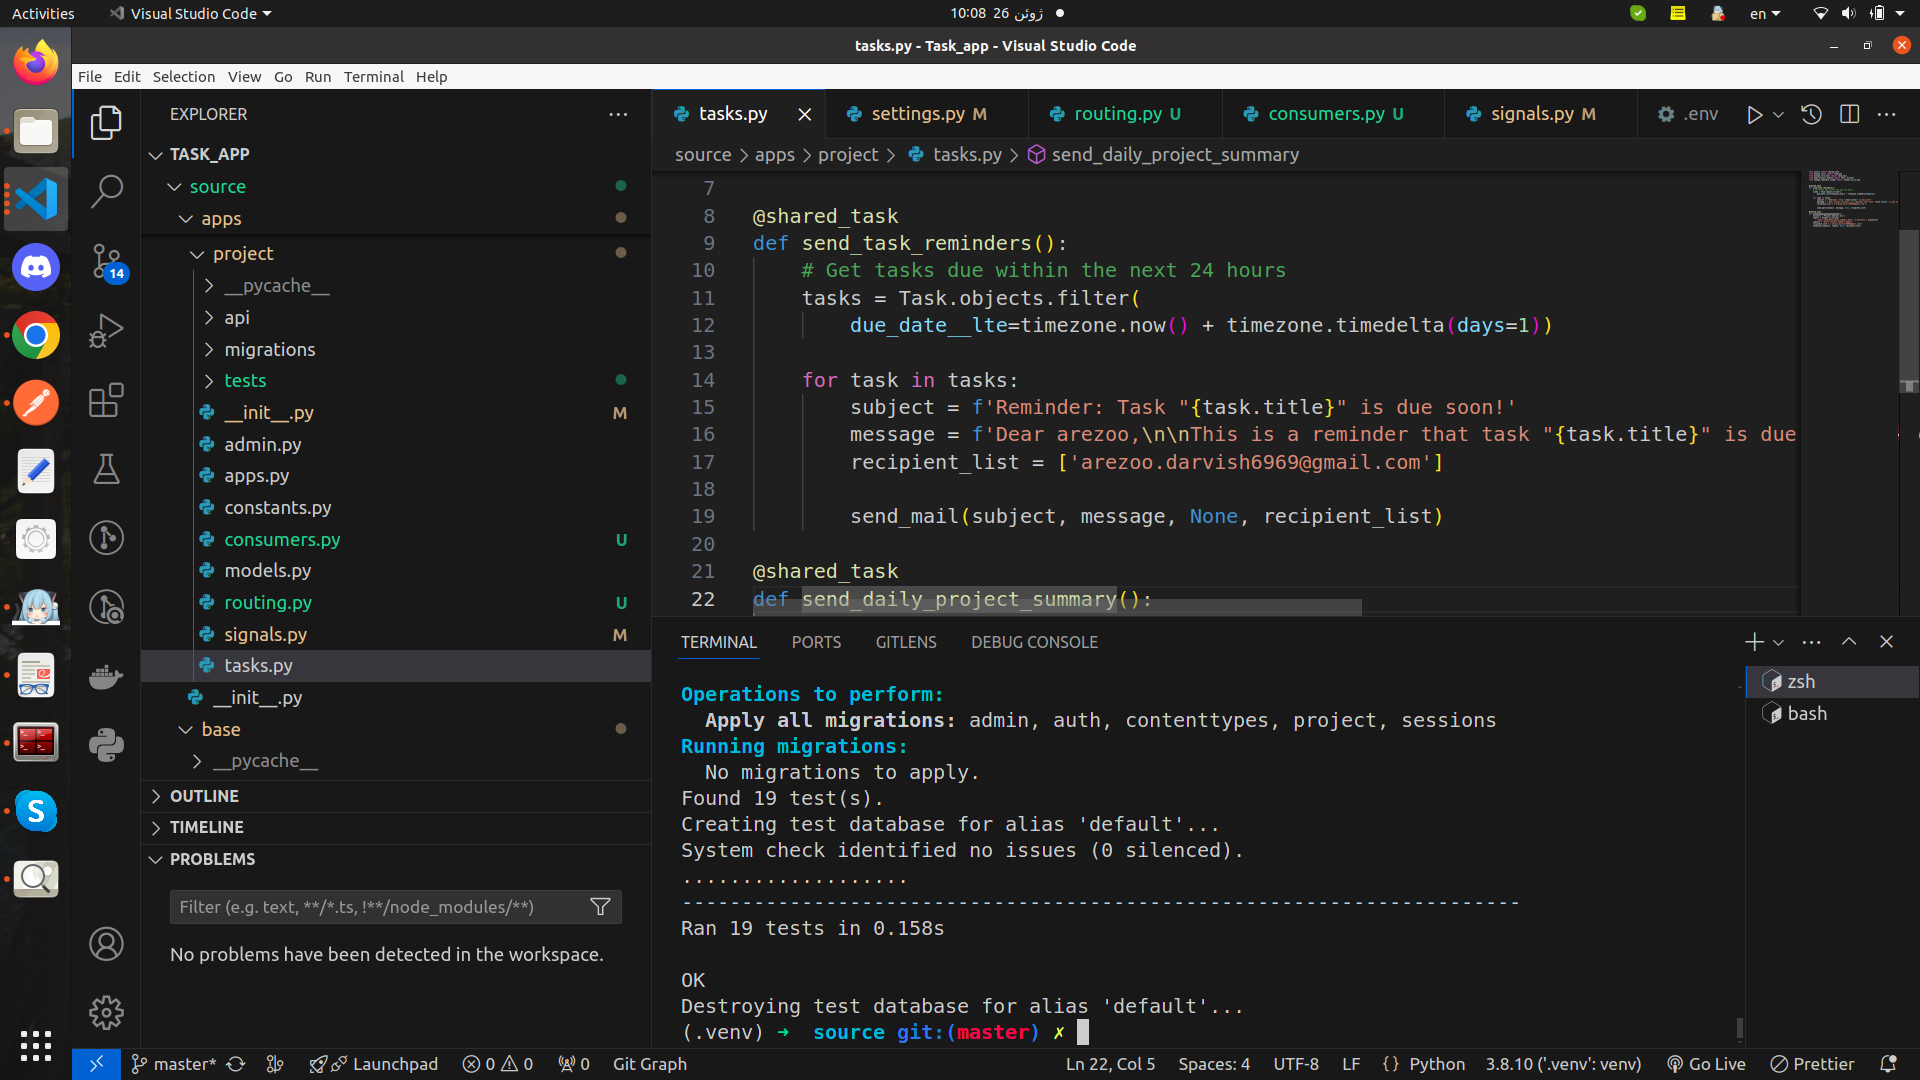 Activities
Visual Studio Code
10:08 26 ژوئن
en
tasks.py - Task_app - Visual Studio Code
File Edit Selection View Go Run Terminal Help
EXPLORER
TASK_APP
source
apps
project
__pycache__
api
migrations
tests
__init__.py M
admin.py
apps.py
constants.py
consumers.py U
models.py
routing.py U
signals.py M
tasks.py
__init__.py
base
__pycache__
OUTLINE
TIMELINE
PROBLEMS
Filter (e.g. text, **/*.ts, !**/node_modules/**)
No problems have been detected in the workspace.
14
tasks.py
settings.py M
routing.py U
consumers.py U
signals.py M
.env
source > apps > project > tasks.py > send_daily_project_summary
7
8 @shared_task
9 def send_task_reminders():
10 # Get tasks due within the next 24 hours
11 tasks = Task.objects.filter(
12 due_date__lte=timezone.now() + timezone.timedelta(days=1))
13
14 for task in tasks:
15 subject = f'Reminder: Task "{task.title}" is due soon!'
16 message = f'Dear arezoo,\n\nThis is a reminder that task "{task.title}" is due
17 recipient_list = ['arezoo.darvish6969@gmail.com']
18
19 send_mail(subject, message, None, recipient_list)
20
21 @shared_task
22 def send_daily_project_summary():
TERMINAL PORTS GITLENS DEBUG CONSOLE
Operations to perform:
Apply all migrations: admin, auth, contenttypes, project, sessions
Running migrations:
No migrations to apply.
Found 19 test(s).
Creating test database for alias 'default'...
System check identified no issues (0 silenced).
...................
----------------------------------------------------------------------
Ran 19 tests in 0.158s
OK
Destroying test database for alias 'default'...
(.venv) ➜ source git:(master) ✗
zsh
bash
master* Launchpad 0 0 0 Git Graph
Ln 22, Col 5 Spaces: 4 UTF-8 LF {} Python 3.8.10 ('.venv': venv) Go Live Prettier